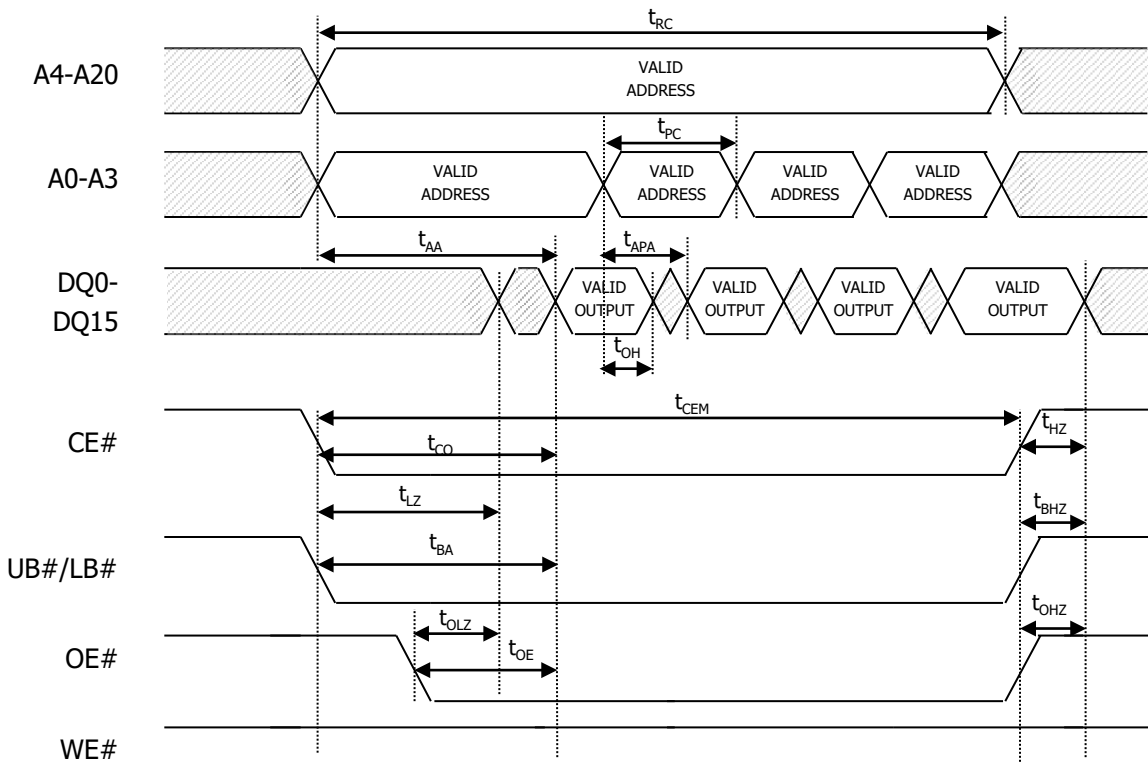 tRC
A4-A20
VALID
ADDRESS
tPC
A0-A3
VALID
ADDRESS
VALID
ADDRESS
VALID
ADDRESS
VALID
ADDRESS
tAA
tAPA
DQ0-
DQ15
VALID
OUTPUT
VALID
OUTPUT
VALID
OUTPUT
VALID
OUTPUT
tOH
tCEM
CE#
tHZ
tCO
tLZ
tBHZ
UB#/LB#
tBA
tOLZ
tOHZ
OE#
tOE
WE#